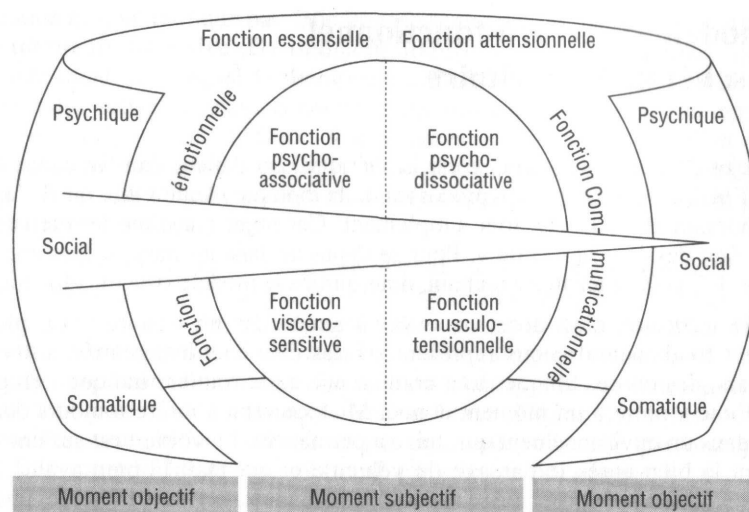 Fonction essentielle
Fonction attensionnelle
Psychique
émotionnelle
Fonction
psycho-
associative
Fonction
psycho-
dissociative
Fonction Com-
Psychique
Social
Social
Fonction
Fonction
viscéro-
sensitive
Fonction
musculo-
tensionnelle
municationnelle
Somatique
Somatique
Moment objectif
Moment subjectif
Moment objectif